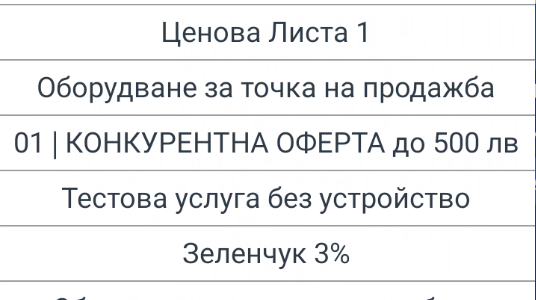 Ценова Листа 1
Оборудване за точка на продажба
01 | КОНКУРЕНТНА ОФЕРТА до 500 лв
Тестова услуга без устройство
Зеленчук 3%